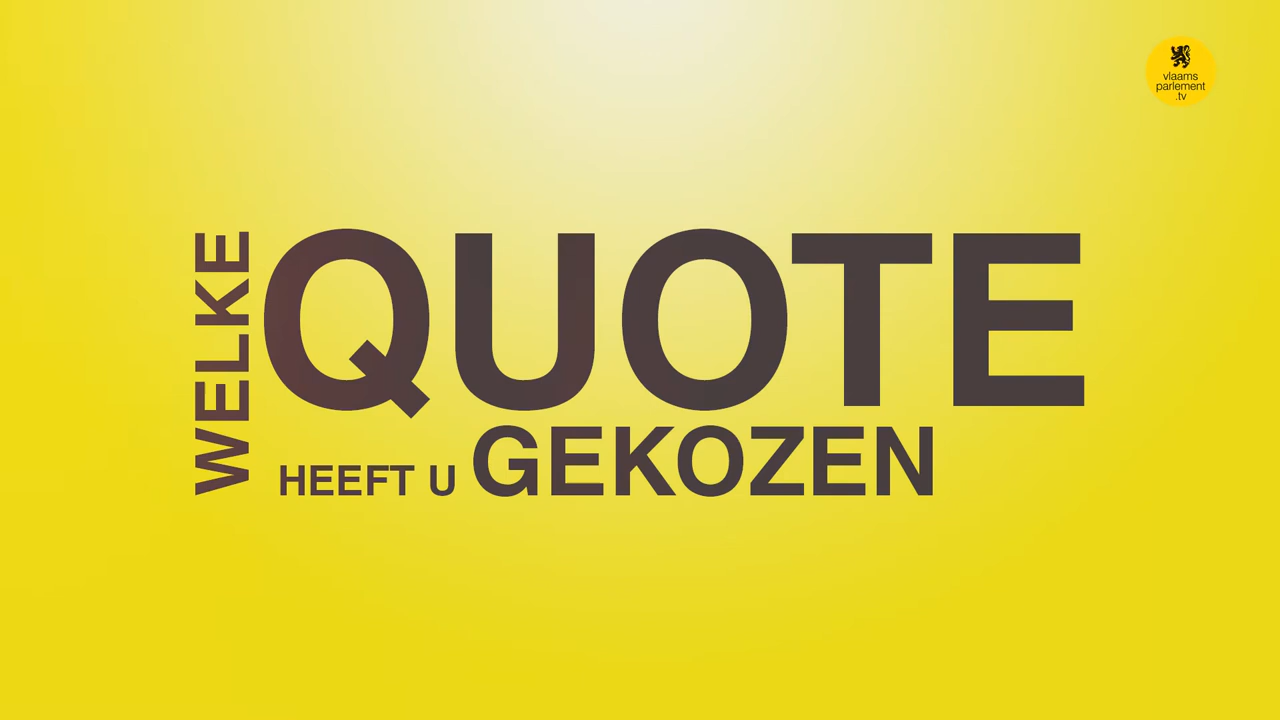 WELKE
QUOTE
HEEFT U GEKOZEN
vlaams
parlement
.tv